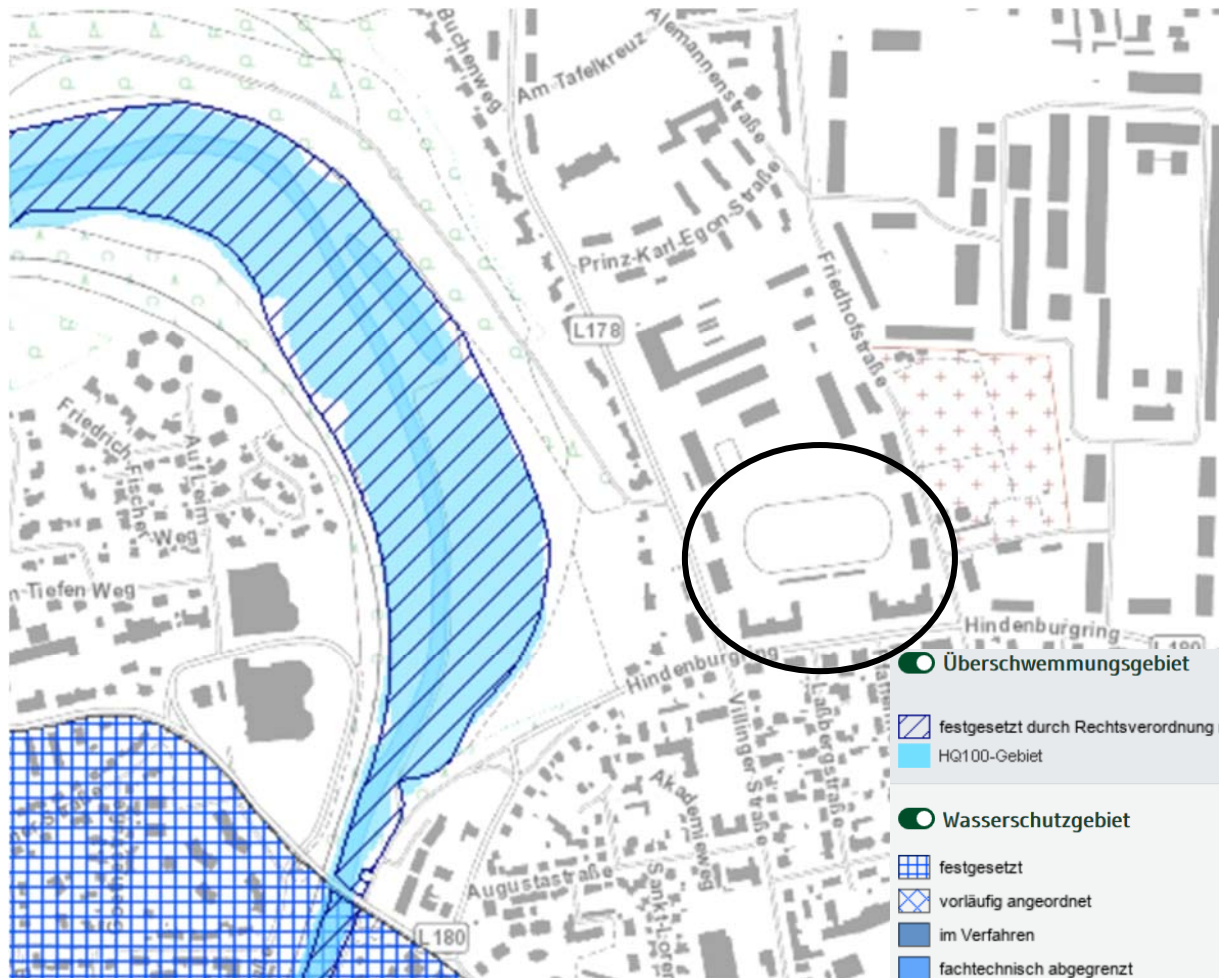 Buchenweg
Am-Tafelkreuz
Alemannenstraße
Prinz-Karl-Egon-Straße
Friedhofstraße
L178
Friedrich-Fischer-Weg
Auf Leim
Tiefen Weg
Hindenburgring
Hindenburgring
L180
Villinger Straße
Laßbergstraße
Akademieweg
Augustastraße
L180
Überschwemmungsgebiet
festgesetzt durch Rechtsverordnung
HQ100-Gebiet
Wasserschutzgebiet
festgesetzt
vorläufig angeordnet
im Verfahren
fachtechnisch abgegrenzt